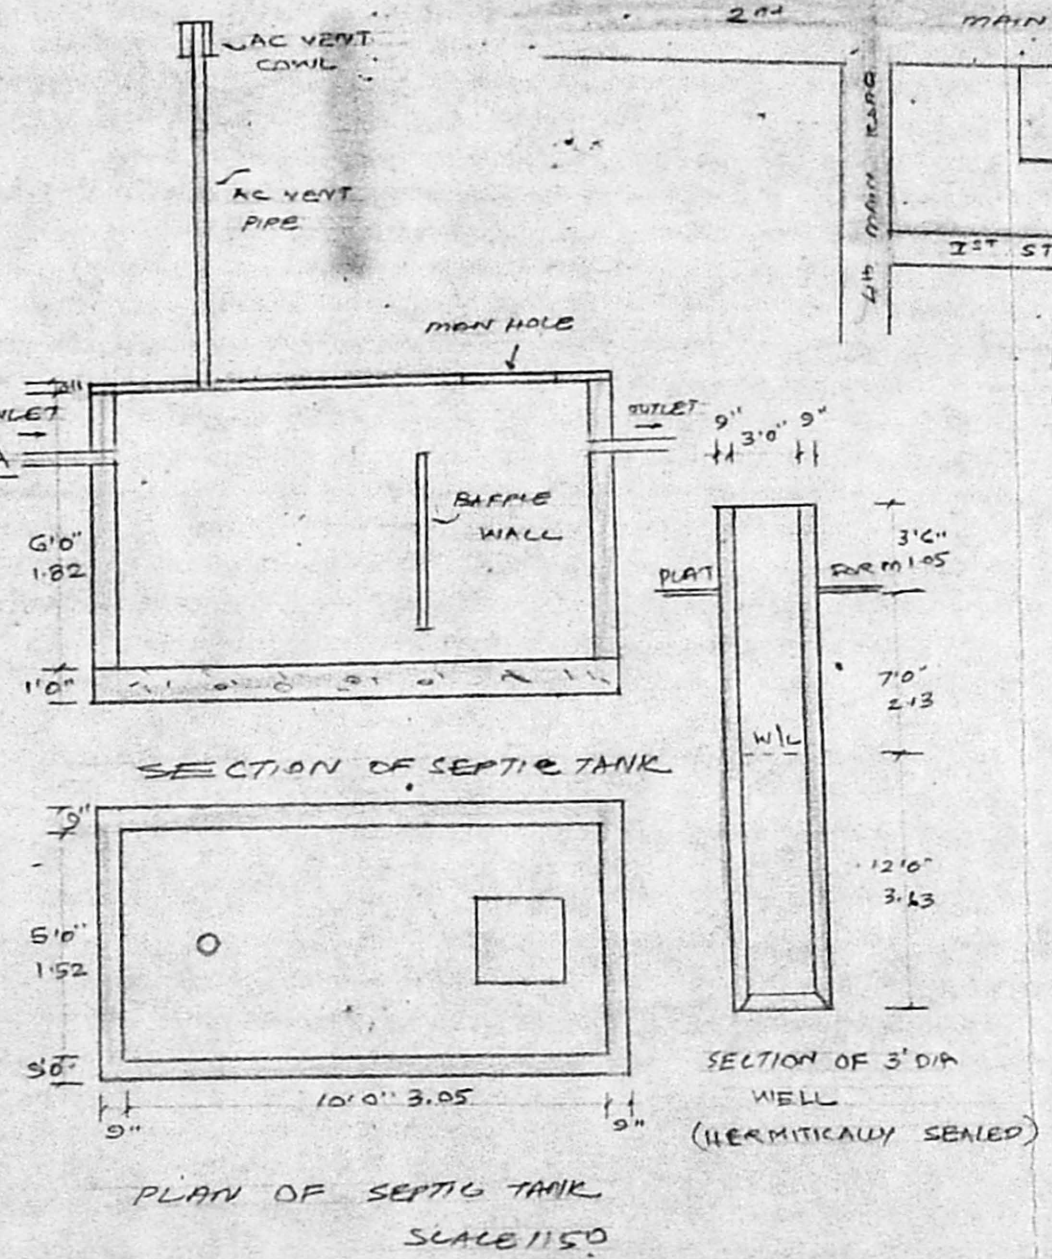 2nd MAIN
AC VENT
COWL
AC VENT
PIPE
4th MAIN ROAD
IST ST
MAN HOLE
INLET
OUTLET
9" 3'0" 9"
BAFFLE
WALL
6'0"
1.82
1'0"
3'6"
1.05
PLAT FORM
7'0"
2.13
W/L
SECTION OF SEPTIC TANK
9"
5'0"
1.52
12'0"
3.63
10'0" 3.05
9" 9"
SECTION OF 3' DIA
WELL
(HERMITICALLY SEALED)
PLAN OF SEPTIC TANK
SCALE 1:50